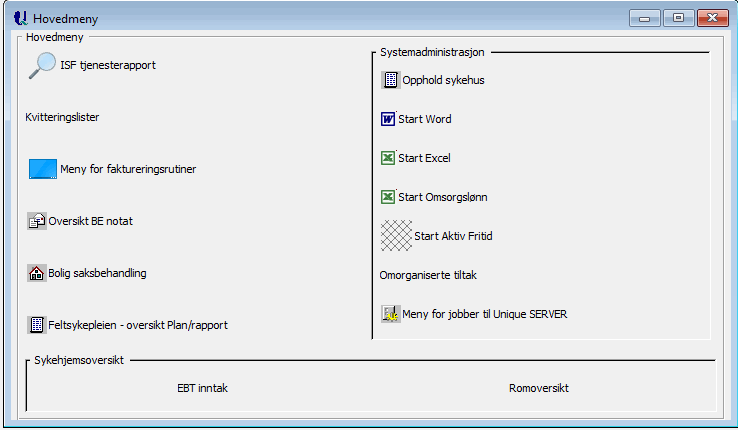 Hovedmeny
Hovedmeny
ISF tjenesterapport
Kvitteringslister
Meny for faktureringsrutiner
Oversikt BE notat
Bolig saksbehandling
Feltsykepleien - oversikt Plan/rapport
Systemadministrasjon
Opphold sykehus
Start Word
Start Excel
Start Omsorgslønn
Start Aktiv Fritid
Omorganiserte tiltak
Meny for jobber til Unique SERVER
Sykehjemsoversikt
EBT inntak
Romoversikt